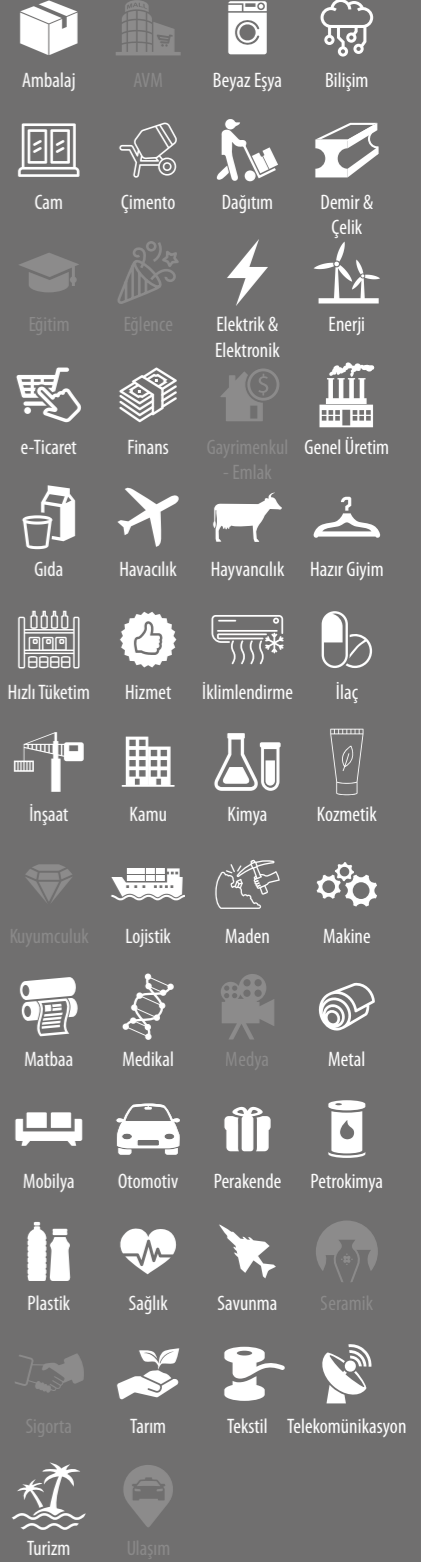 MALL
Ambalaj
AVM
Beyaz Eşya
Bilişim
Cam
Çimento
Dağıtım
Demir &
Çelik
Eğitim
Eğlence
Elektrik &
Elektronik
Enerji
e-Ticaret
Finans
Gayrimenkul
- Emlak
Genel Üretim
Gıda
Havacılık
Hayvancılık
Hazır Giyim
Hızlı Tüketim
Hizmet
İklimlendirme
İlaç
İnşaat
Kamu
Kimya
Kozmetik
Kuyumculuk
Lojistik
Maden
Makine
Matbaa
Medikal
Medya
Metal
Mobilya
Otomotiv
Perakende
Petrokimya
Plastik
Sağlık
Savunma
Seramik
Sigorta
Tarım
Tekstil
Telekomünikasyon
Turizm
Ulaşım